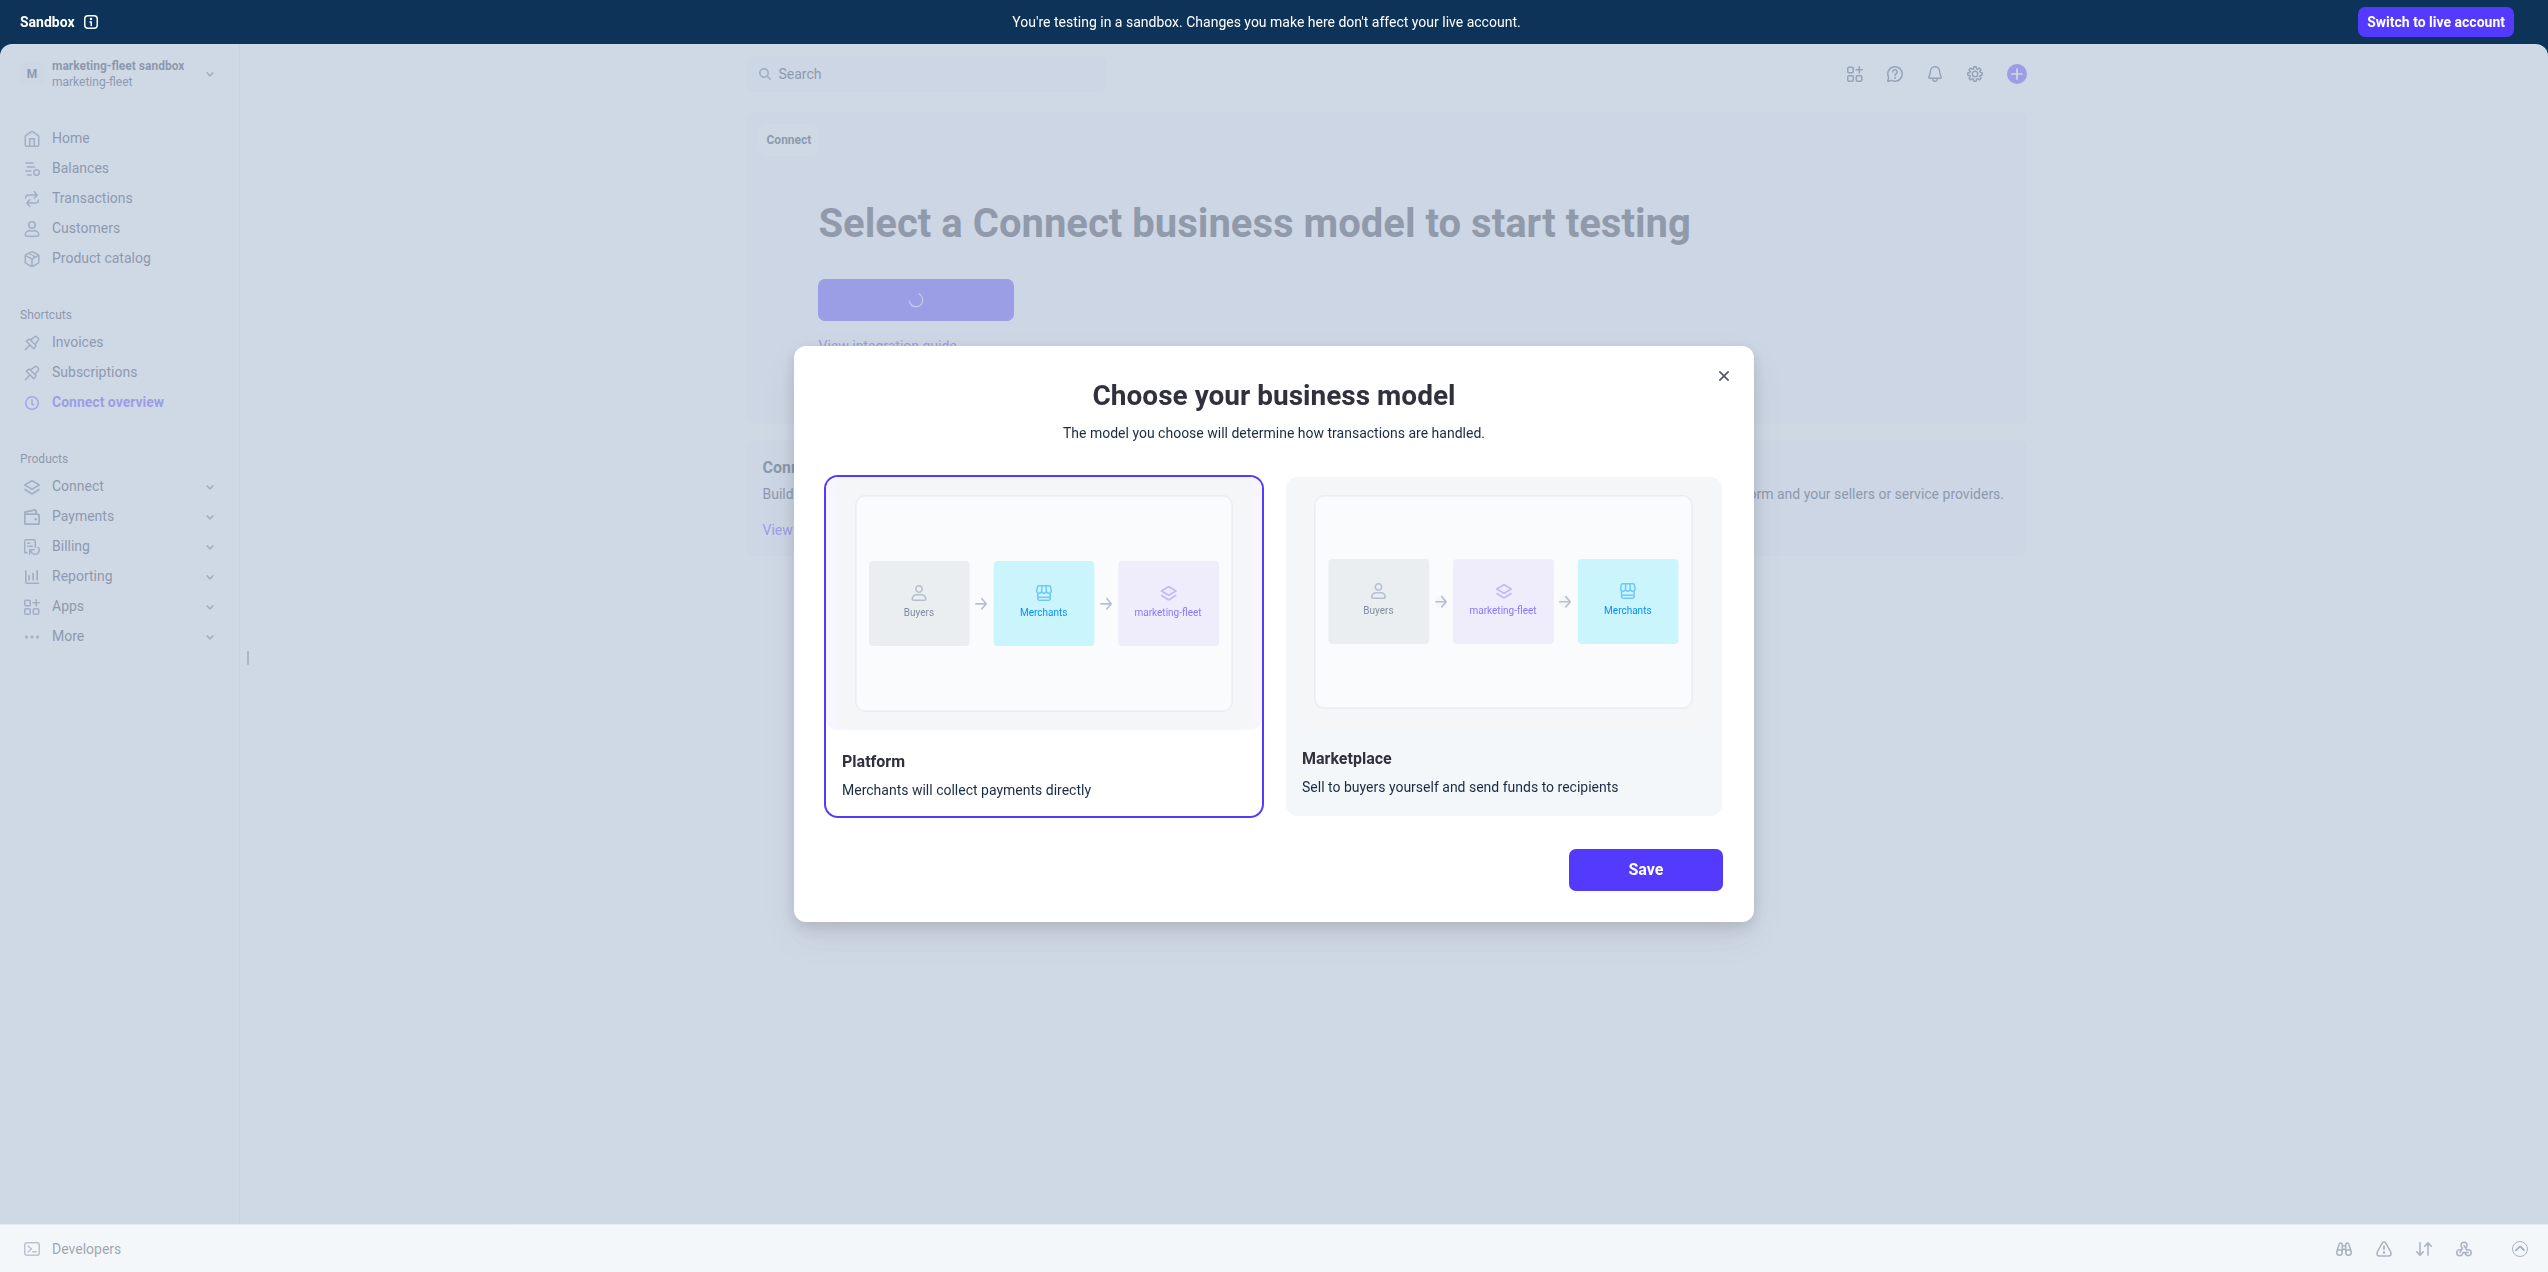 Sandbox
You're testing in a sandbox. Changes you make here don't affect your live account.
Switch to live account
M
marketing-fleet sandbox
marketing-fleet
Search
Home
Balances
Transactions
Customers
Product catalog
Shortcuts
Invoices
Subscriptions
Connect overview
Products
Connect
Payments
Billing
Reporting
Apps
More
Connect
Select a Connect business model to start testing
View integration guide
Build
View
and your sellers or service providers.
Choose your business model
The model you choose will determine how transactions are handled.
Buyers
Merchants
marketing-fleet
Platform
Merchants will collect payments directly
Buyers
marketing-fleet
Merchants
Marketplace
Sell to buyers yourself and send funds to recipients
Save
Developers